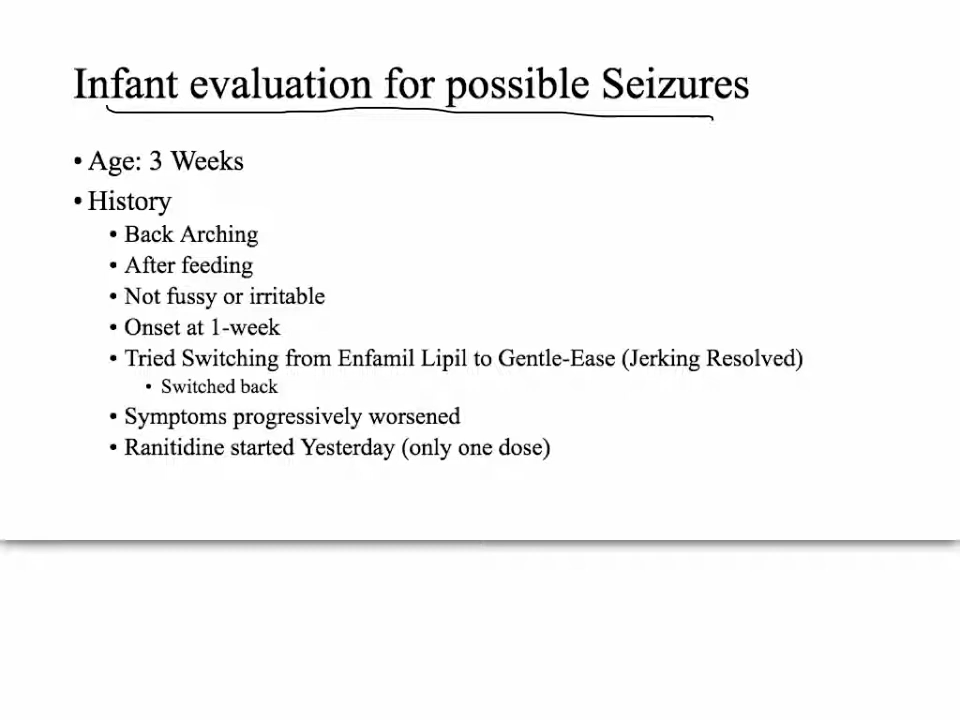 Infant evaluation for possible Seizures
• Age: 3 Weeks
• History
• Back Arching
• After feeding
• Not fussy or irritable
• Onset at 1-week
• Tried Switching from Enfamil Lipil to Gentle-Ease (Jerking Resolved)
• Switched back
• Symptoms progressively worsened
• Ranitidine started Yesterday (only one dose)